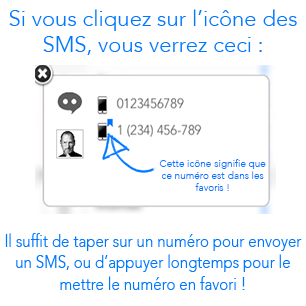 Si vous cliquez sur l’icône des
SMS, vous verrez ceci :
0123456789
1 (234) 456-789
Cette icône signifie que
ce numéro est dans les
favoris !
Il suffit de taper sur un numéro pour envoyer
un SMS, ou d’appuyer longtemps pour le
mettre le numéro en favori !